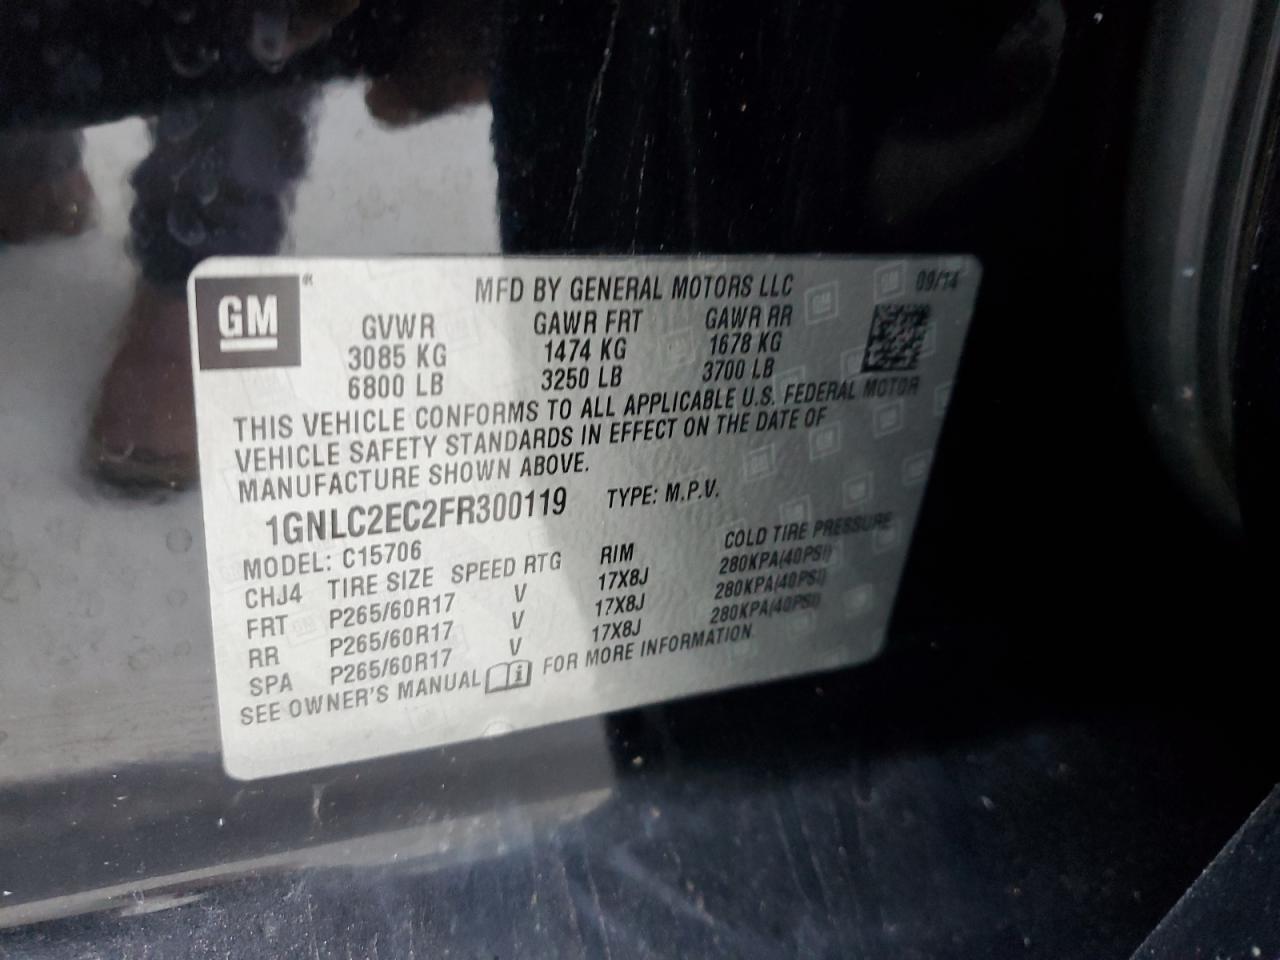 GM ®
MFD BY GENERAL MOTORS LLC 09/14
GVWR GAWR FRT GAWR RR
3085 KG 1474 KG 1678 KG
6800 LB 3250 LB 3700 LB
THIS VEHICLE CONFORMS TO ALL APPLICABLE U.S. FEDERAL MOTOR
VEHICLE SAFETY STANDARDS IN EFFECT ON THE DATE OF
MANUFACTURE SHOWN ABOVE.
1GNLC2EC2FR300119 TYPE: M.P.V.
MODEL: C15706
CHJ4 TIRE SIZE SPEED RTG RIM COLD TIRE PRESSURE
FRT P265/60R17 V 17X8J 280KPA(40PSI)
RR P265/60R17 V 17X8J 280KPA(40PSI)
SPA P265/60R17 V 17X8J 280KPA(40PSI)
SEE OWNER'S MANUAL i FOR MORE INFORMATION